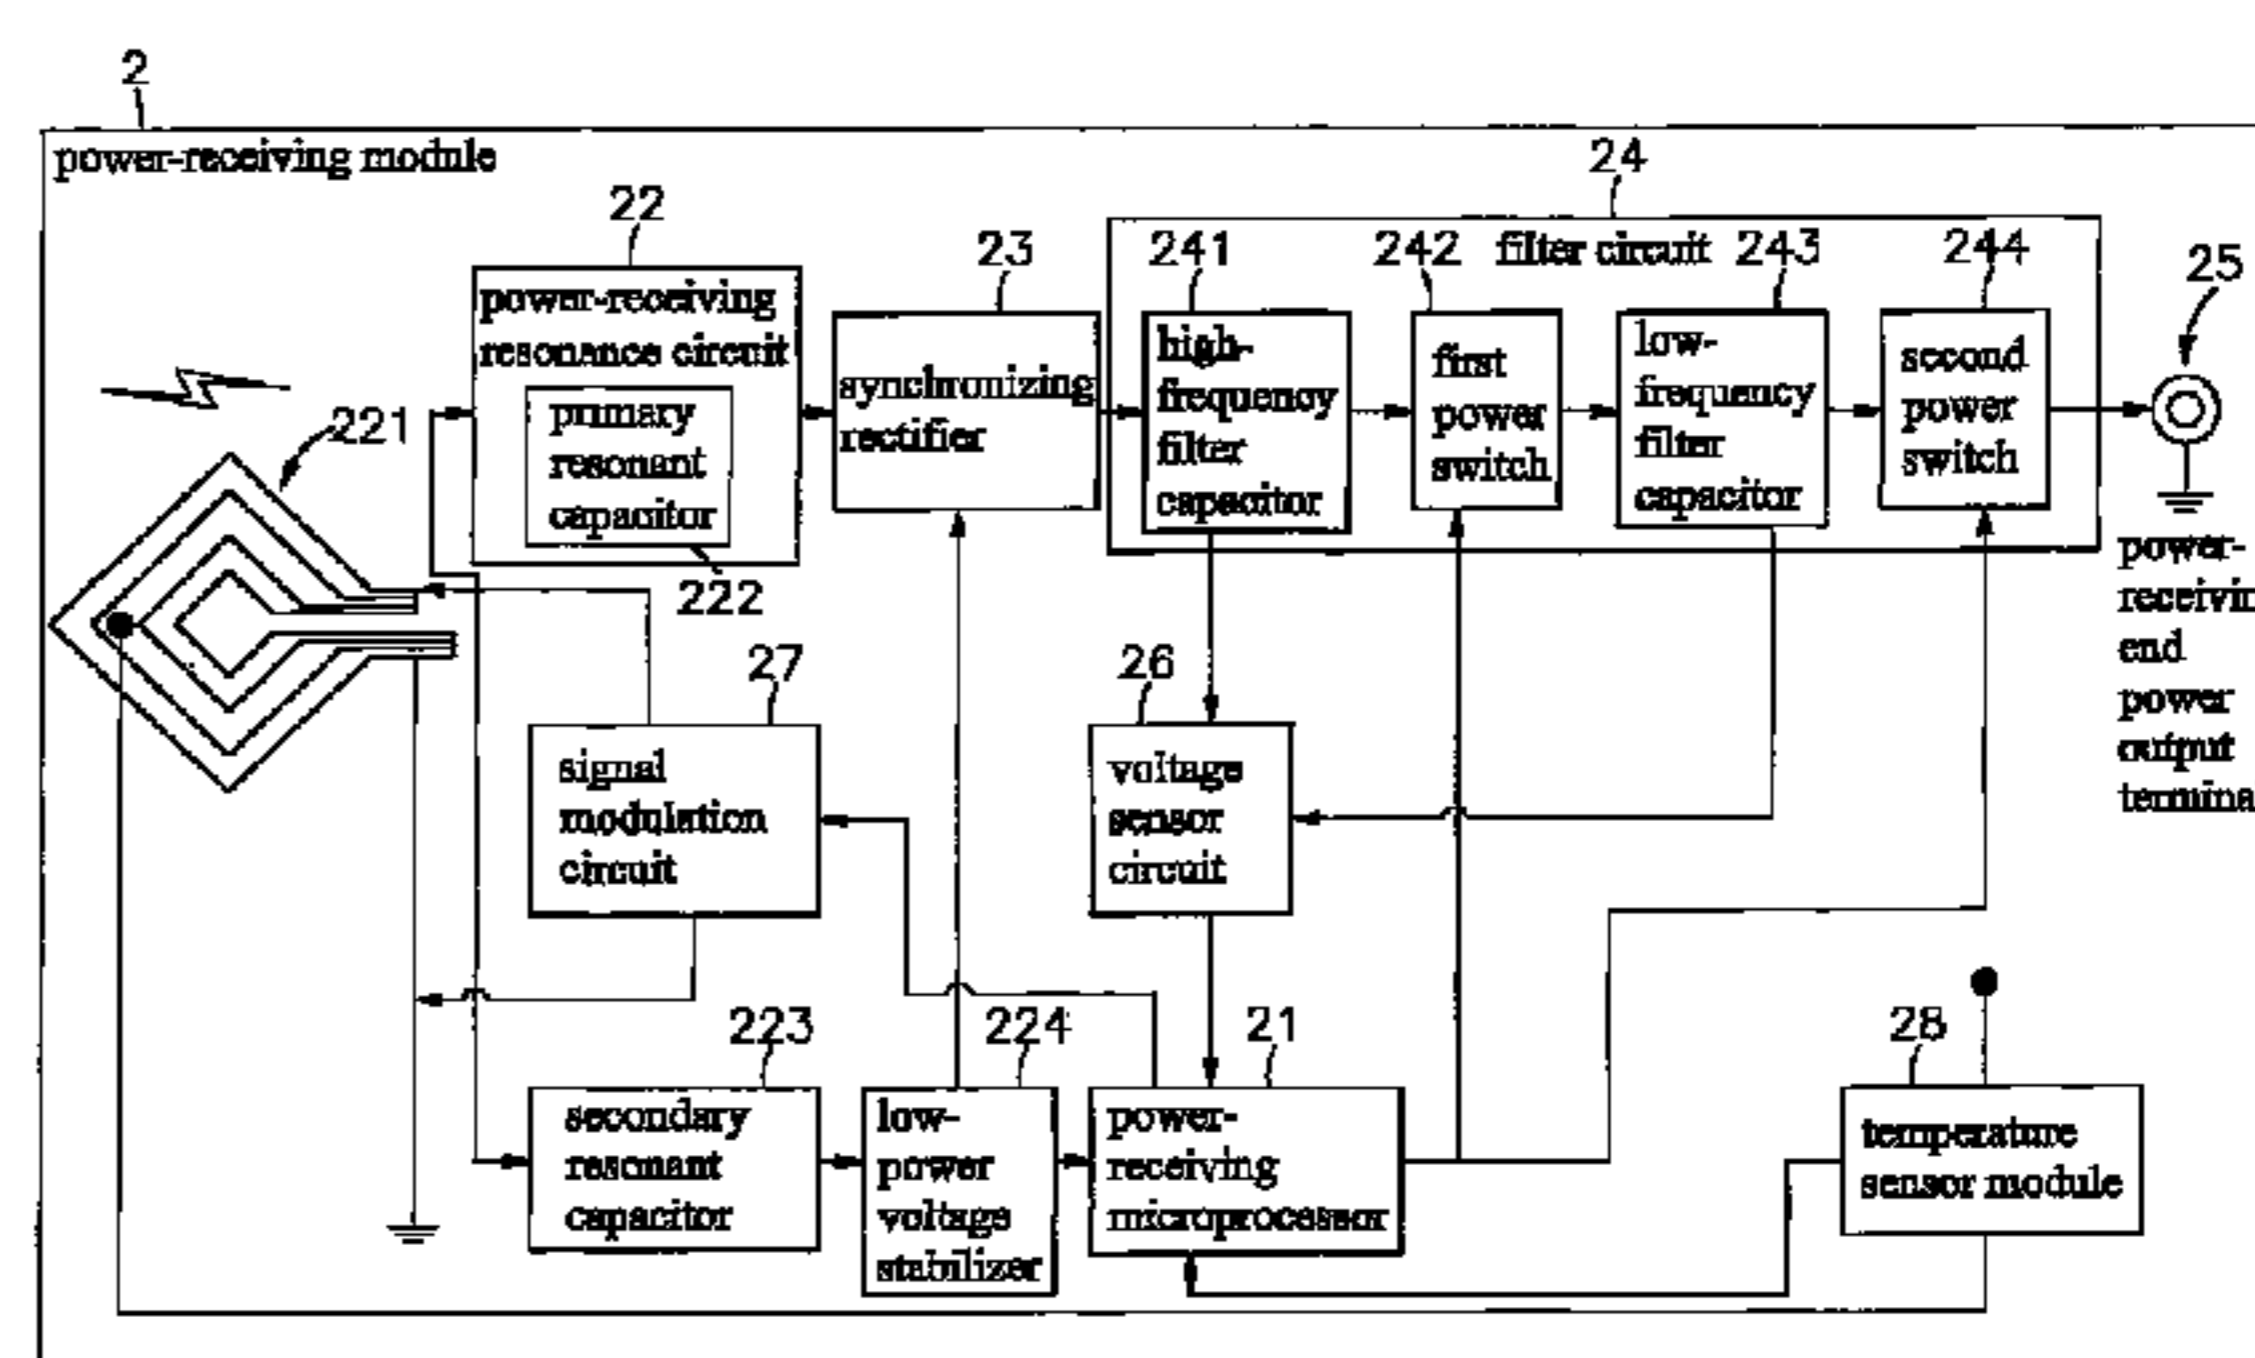 2
power-receiving module
24
22
23
241
242
filter circuit
243
244
25
power-receiving
resonance circuit
primary
resonant
capacitor
222
synchronizing
rectifier
high-
frequency
filter
capacitor
first
power
switch
low-
frequency
filter
capacitor
second
power
switch
221
power-
receivin
end
power
output
termina
27
26
signal
modulation
circuit
voltage
sensor
circuit
223
224
21
28
secondary
resonant
capacitor
low-
power
voltage
stabilizer
power-
receiving
microprocessor
temperature
sensor module